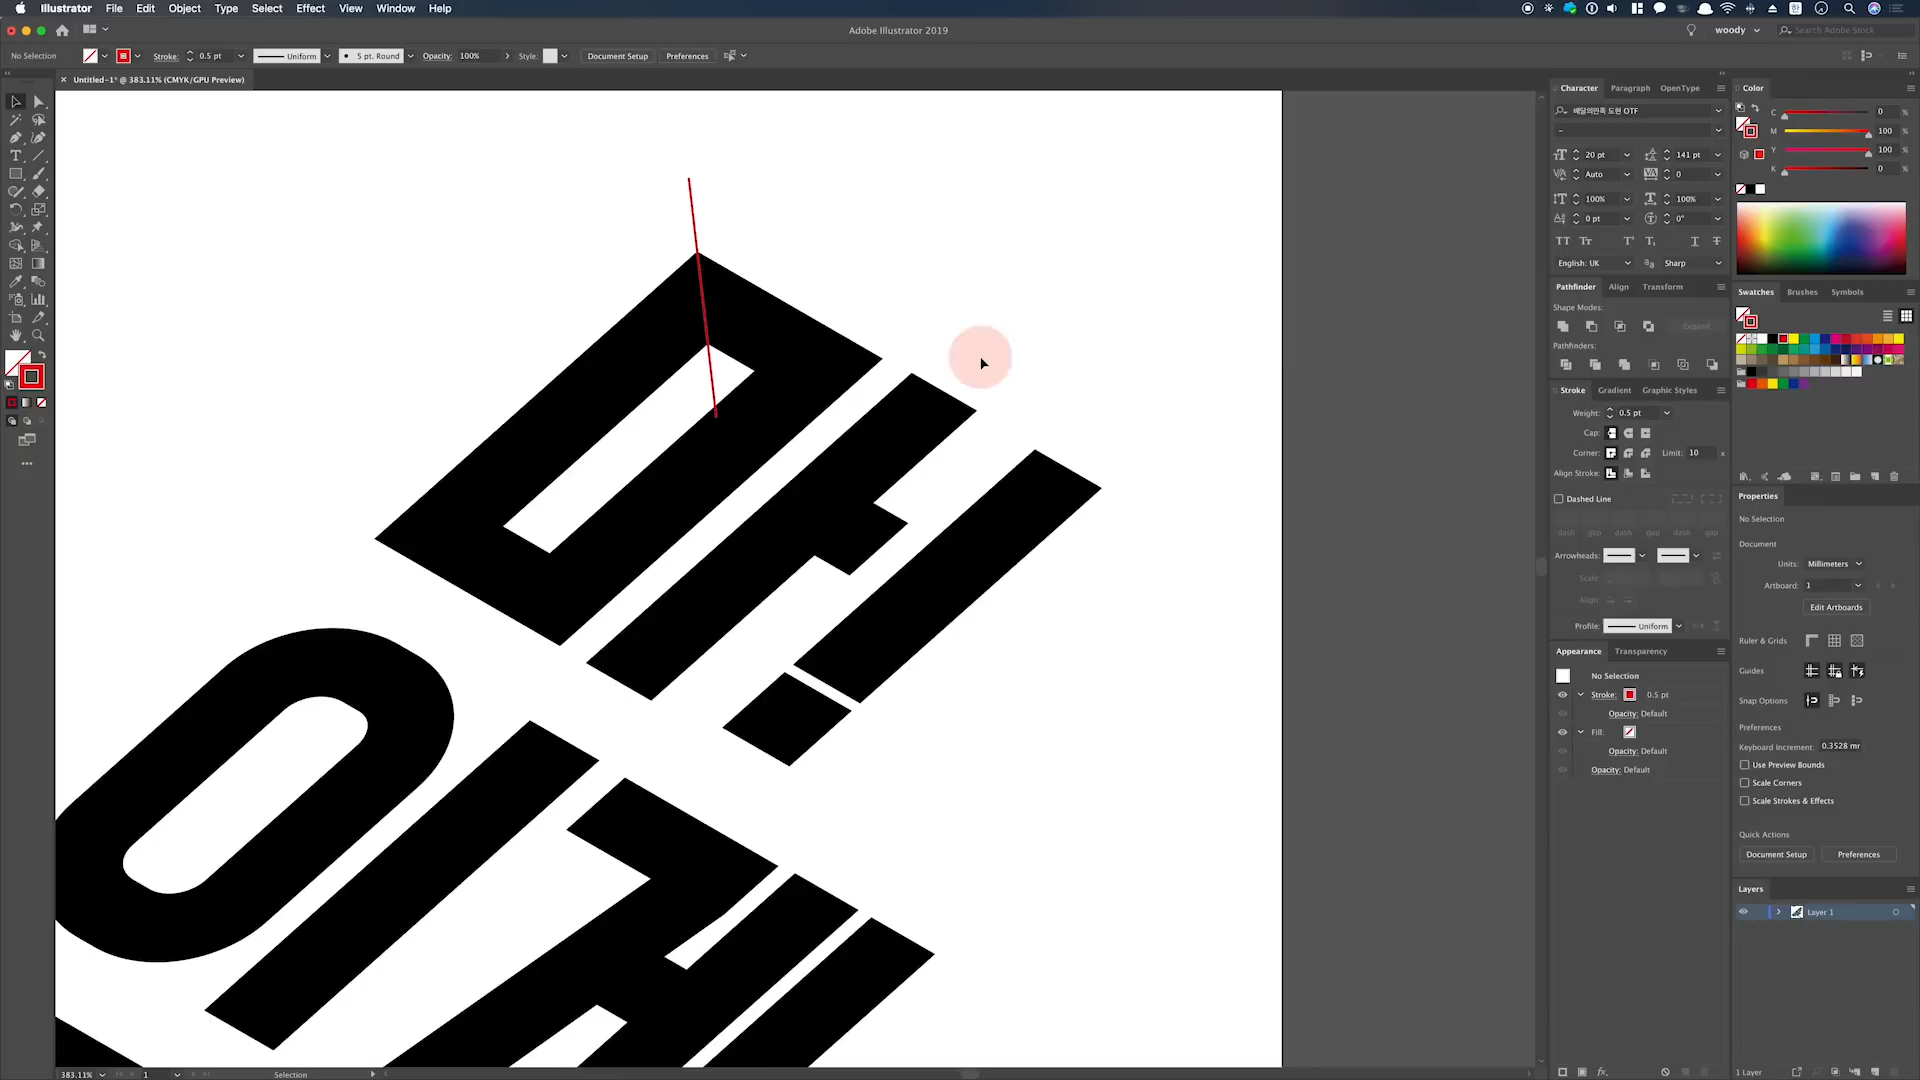 Illustrator File Edit Object Type Select Effect View Window Help
Adobe Illustrator 2019
woody
Search Adobe Stock
No Selection
Stroke: 0.5 pt
Uniform
5 pt. Round
Opacity: 100%
Style:
Document Setup
Preferences
Untitled-1* @ 383.11% (CMYK/GPU Preview)
Character Paragraph OpenType
배달의민족 도현 OTF
-
20 pt 141 pt
Auto 0
100% 100%
0 pt 0°
English: UK Sharp
Pathfinder Align Transform
Shape Modes:
Expand
Pathfinders:
Stroke Gradient Graphic Styles
Weight: 0.5 pt
Cap:
Corner: Limit: 10 x
Align Stroke:
Dashed Line
dash gap dash gap dash gap
Arrowheads:
Scale:
Align:
Profile: Uniform
Appearance Transparency
No Selection
Stroke: 0.5 pt
Opacity: Default
Fill:
Opacity: Default
Opacity: Default
Color
C 0 %
M 100 %
Y 100 %
K 0 %
Swatches Brushes Symbols
Properties
No Selection
Document
Units: Millimeters
Artboard: 1
Edit Artboards
Ruler & Grids
Guides
Snap Options
Preferences
Keyboard Increment: 0.3528 mr
Use Preview Bounds
Scale Corners
Scale Strokes & Effects
Quick Actions
Document Setup Preferences
Layers
Layer 1
1 Layer
383.11% 1 Selection